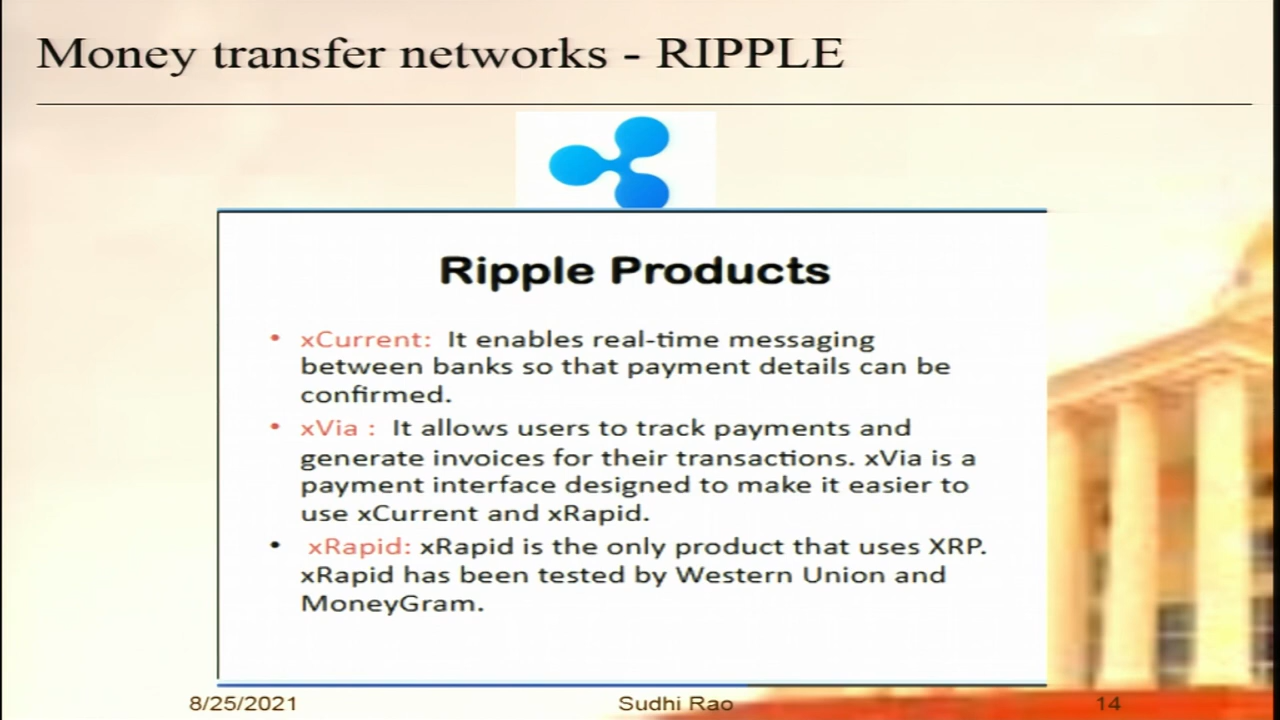 Money transfer networks - RIPPLE
Ripple Products
• xCurrent: It enables real-time messaging
between banks so that payment details can be
confirmed.
• xVia : It allows users to track payments and
generate invoices for their transactions. xVia is a
payment interface designed to make it easier to
use xCurrent and xRapid.
• xRapid: xRapid is the only product that uses XRP.
xRapid has been tested by Western Union and
MoneyGram.
8/25/2021 Sudhi Rao 14